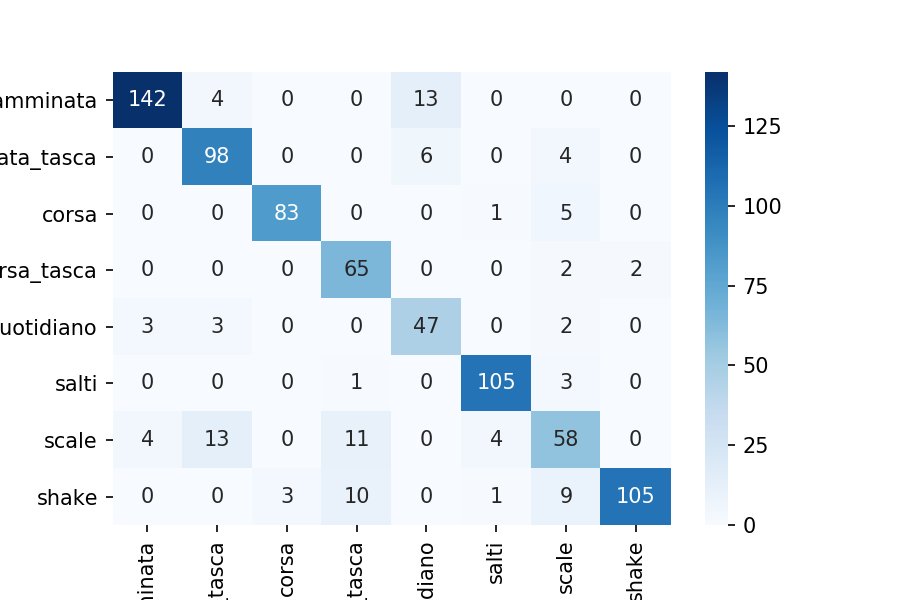 amminata 142 4 0 0 13 0 0 0
ata_tasca 0 98 0 0 6 0 4 0
corsa 0 0 83 0 0 1 5 0
rsa_tasca 0 0 0 65 0 0 2 2
uotidiano 3 3 0 0 47 0 2 0
salti 0 0 0 1 0 105 3 0
scale 4 13 0 11 0 4 58 0
shake 0 0 3 10 0 1 9 105
minata _tasca corsa _tasca diano salti scale shake
125
100
75
50
25
0